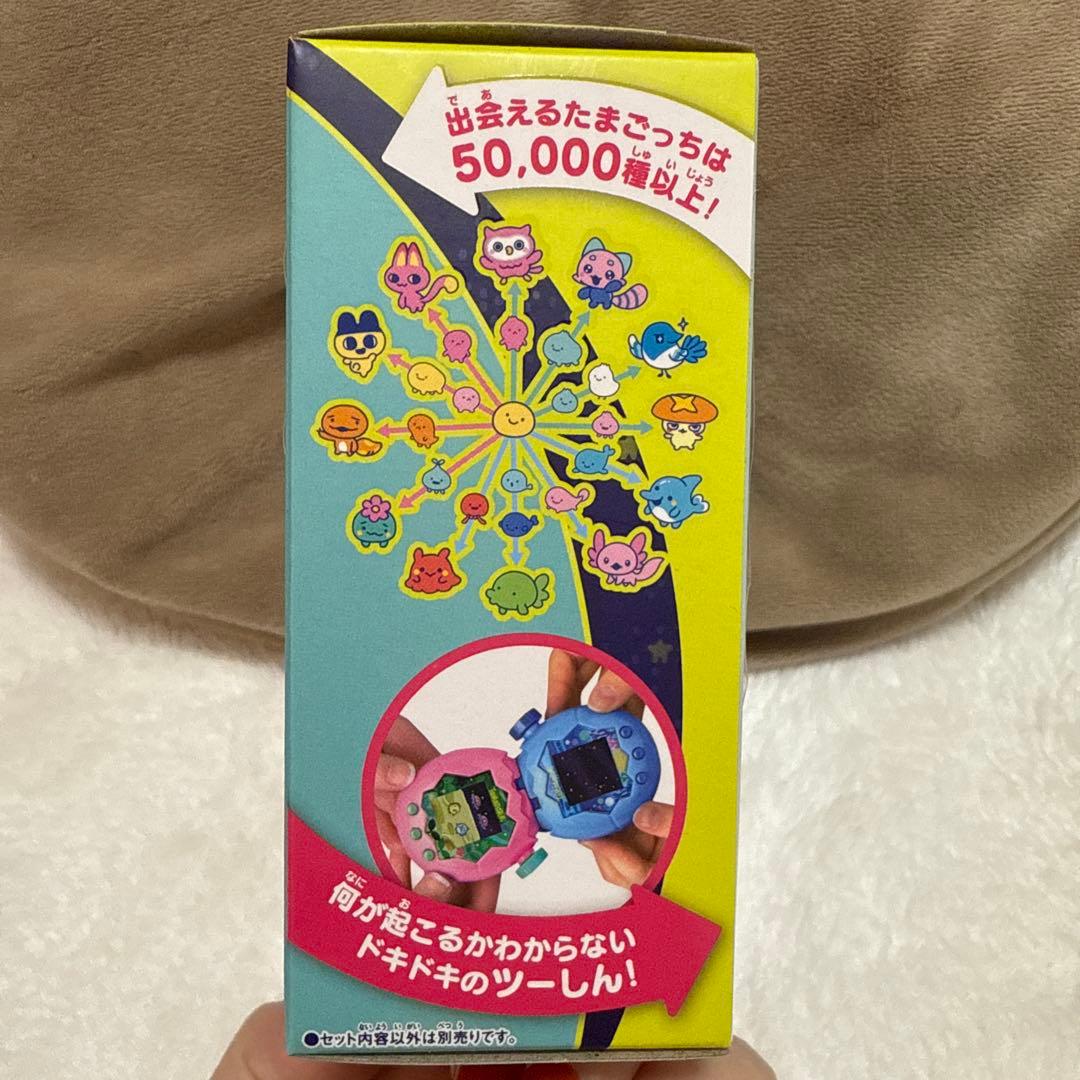 出会えるたまごっちは
50,000種以上!
何が起こるかわからない
ドキドキのツーしん!
●セット内容以外は別売りです。